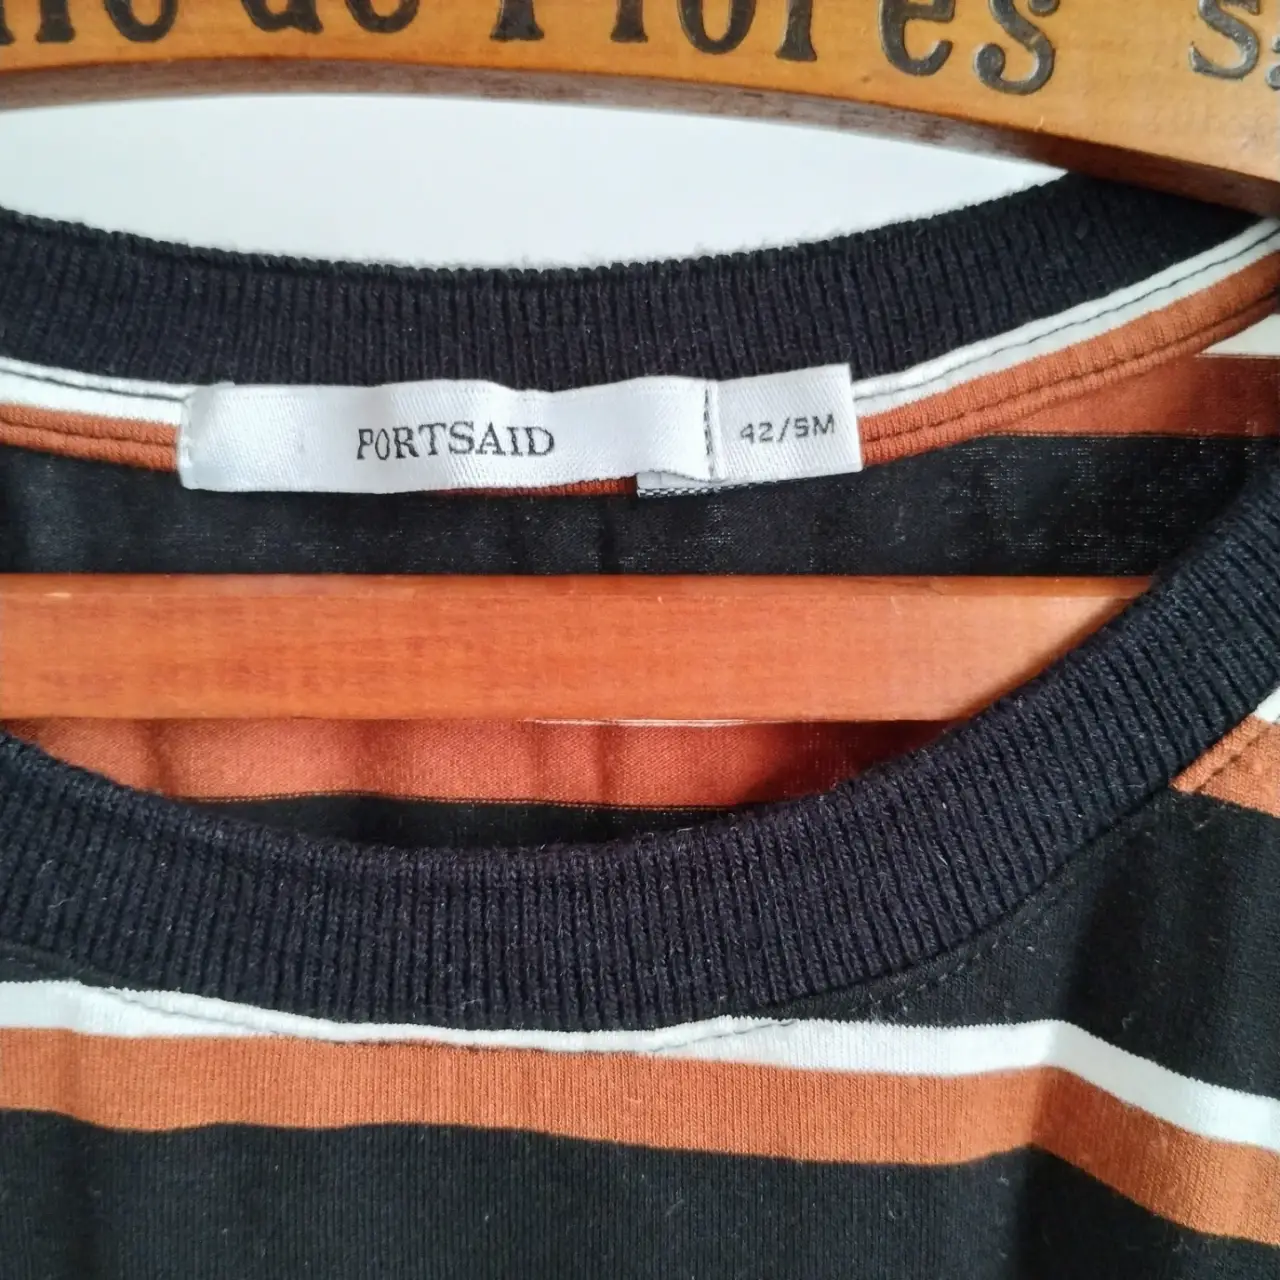 de Flores
PORTSAID
42/SM